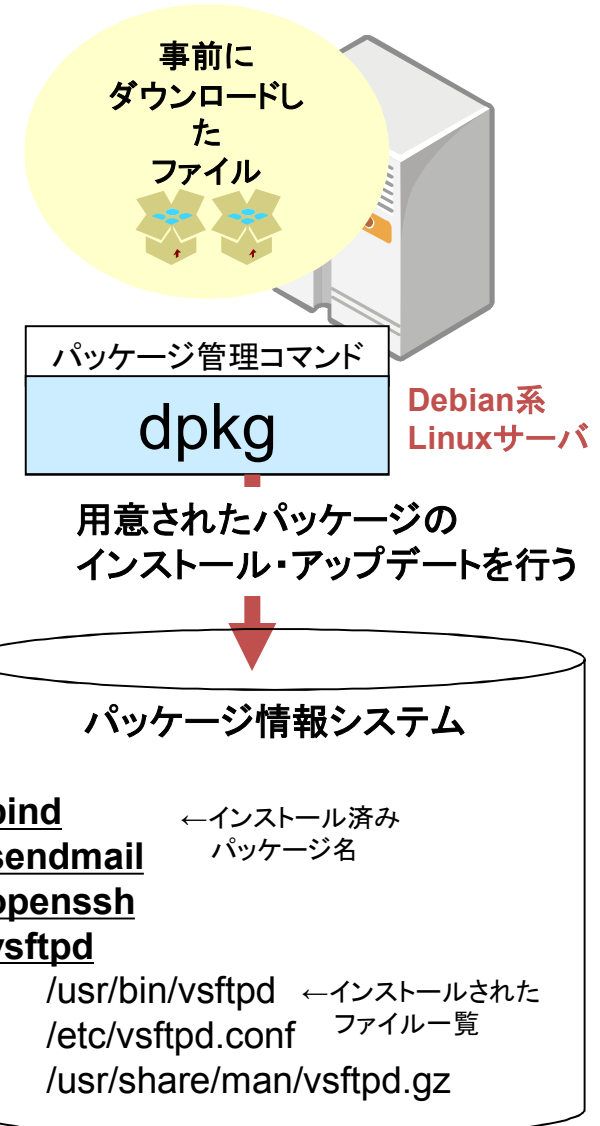 事前に
ダウンロードし
た
ファイル
パッケージ管理コマンド
dpkg
Debian系
Linuxサーバ
用意されたパッケージの
インストール・アップデートを行う
パッケージ情報システム
bind
←インストール済み
パッケージ名
sendmail
openssh
vsftpd
/usr/bin/vsftpd ←インストールされた
/etc/vsftpd.conf ファイル一覧
/usr/share/man/vsftpd.gz